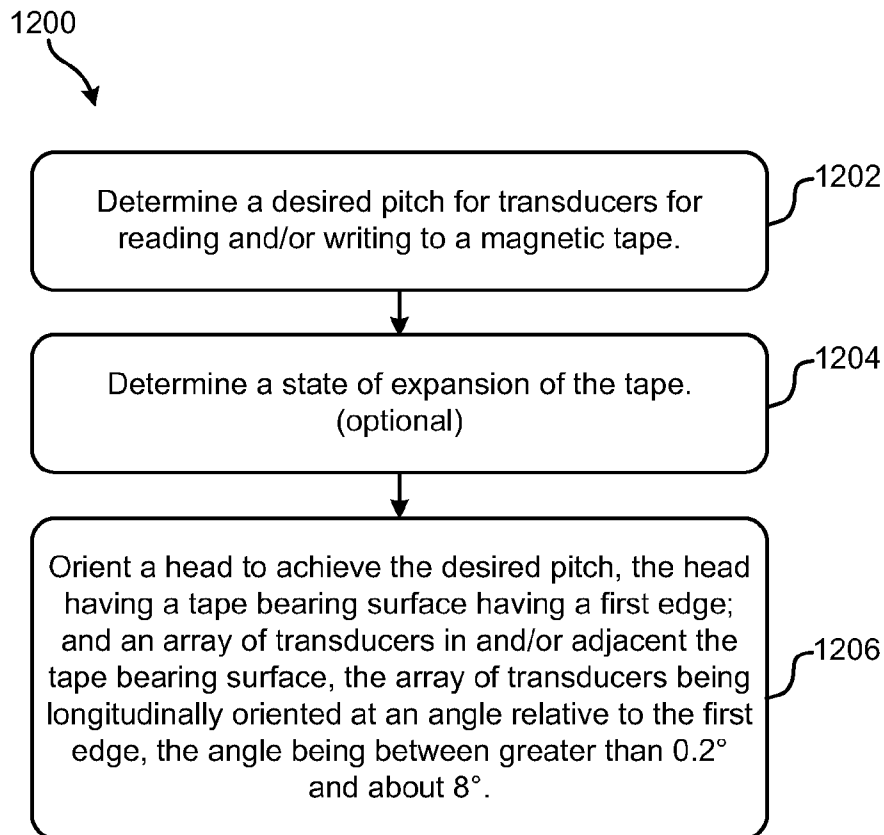 1200
Determine a desired pitch for transducers for
reading and/or writing to a magnetic tape.
1202
Determine a state of expansion of the tape.
(optional)
1204
Orient a head to achieve the desired pitch, the head
having a tape bearing surface having a first edge;
and an array of transducers in and/or adjacent the
tape bearing surface, the array of transducers being
longitudinally oriented at an angle relative to the first
edge, the angle being between greater than 0.2°
and about 8°.
1206